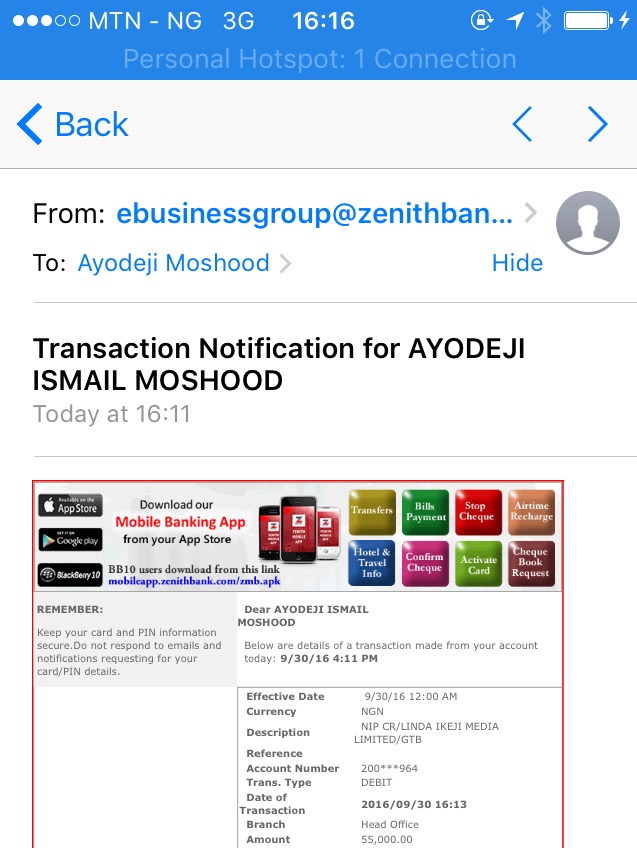 MTN - NG 3G 16:16
Personal Hotspot: 1 Connection
Back
From: ebusinessgroup@zenithban...
To: Ayodeji Moshood
Hide
Transaction Notification for AYODEJI
ISMAIL MOSHOOD
Today at 16:11
Available on the
App Store
GET IT ON
Google play
BlackBerry 10
Download our
Mobile Banking App
from your App Store
BB10 users download from this link
mobileapp.zenithbank.com/zmb.apk
Transfers
Bills
Payment
Stop
Cheque
Airtime
Recharge
Hotel &
Travel
Info
Confirm
Cheque
Activate
Card
Cheque
Book
Request
REMEMBER:
Keep your card and PIN information
secure.Do not respond to emails and
notifications requesting for your
card/PIN details.
Dear AYODEJI ISMAIL
MOSHOOD
Below are details of a transaction made from your account
today: 9/30/16 4:11 PM
Effective Date 9/30/16 12:00 AM
Currency NGN
Description NIP CR/LINDA IKEJI MEDIA
LIMITED/GTB
Reference
Account Number 200***964
Trans. Type DEBIT
Date of
Transaction 2016/09/30 16:13
Branch Head Office
Amount 55,000.00